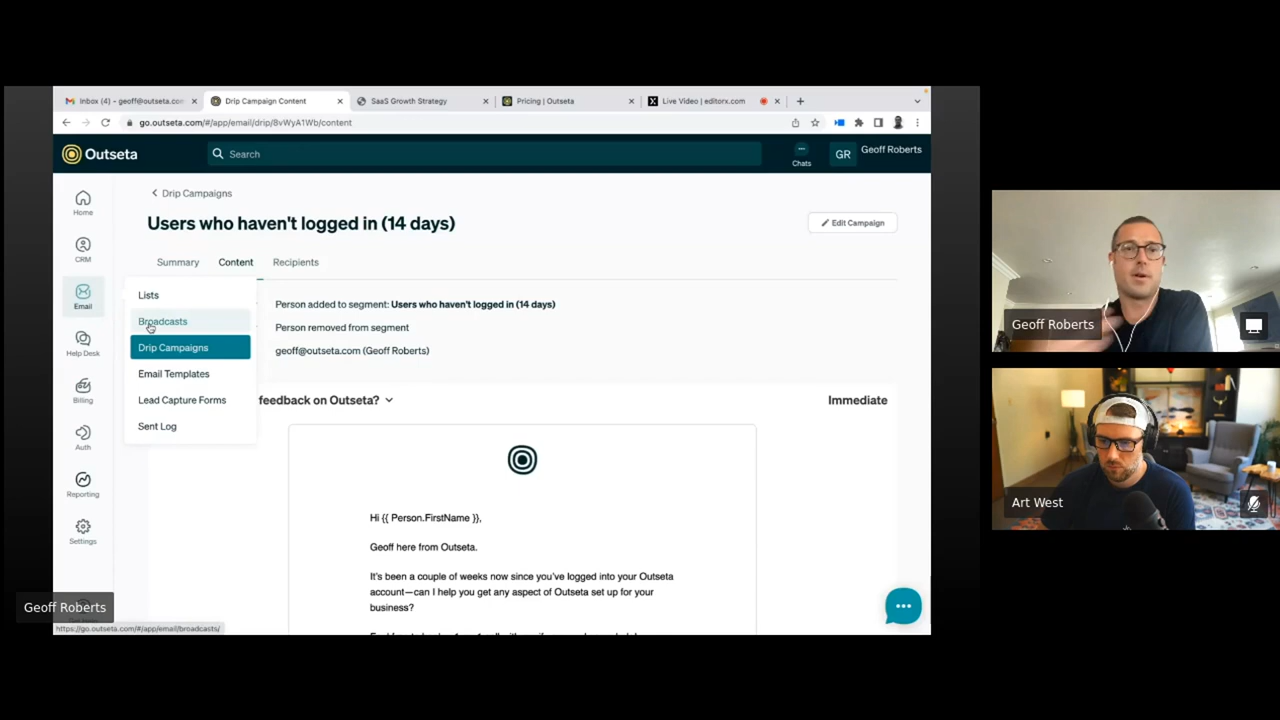 Inbox (4) - geoff@outseta.com
Drip Campaign Content
SaaS Growth Strategy
Pricing | Outseta
Live Video | editorx.com
go.outseta.com/#/app/email/drip/8vWyA1Wb/content
Outseta
Search
Chats
GR
Geoff Roberts
Home
CRM
Email
Help Desk
Billing
Auth
Reporting
Settings
Drip Campaigns
Users who haven't logged in (14 days)
Edit Campaign
Summary
Content
Recipients
Lists
Broadcasts
Drip Campaigns
Email Templates
Lead Capture Forms
Sent Log
Person added to segment: Users who haven't logged in (14 days)
Person removed from segment
geoff@outseta.com (Geoff Roberts)
feedback on Outseta?
Immediate
Hi {{ Person.FirstName }},
Geoff here from Outseta.
It's been a couple of weeks now since you've logged into your Outseta
account—can I help you get any aspect of Outseta set up for your
business?
https://go.outseta.com/#/app/email/broadcasts/
Geoff Roberts
Geoff Roberts
Art West